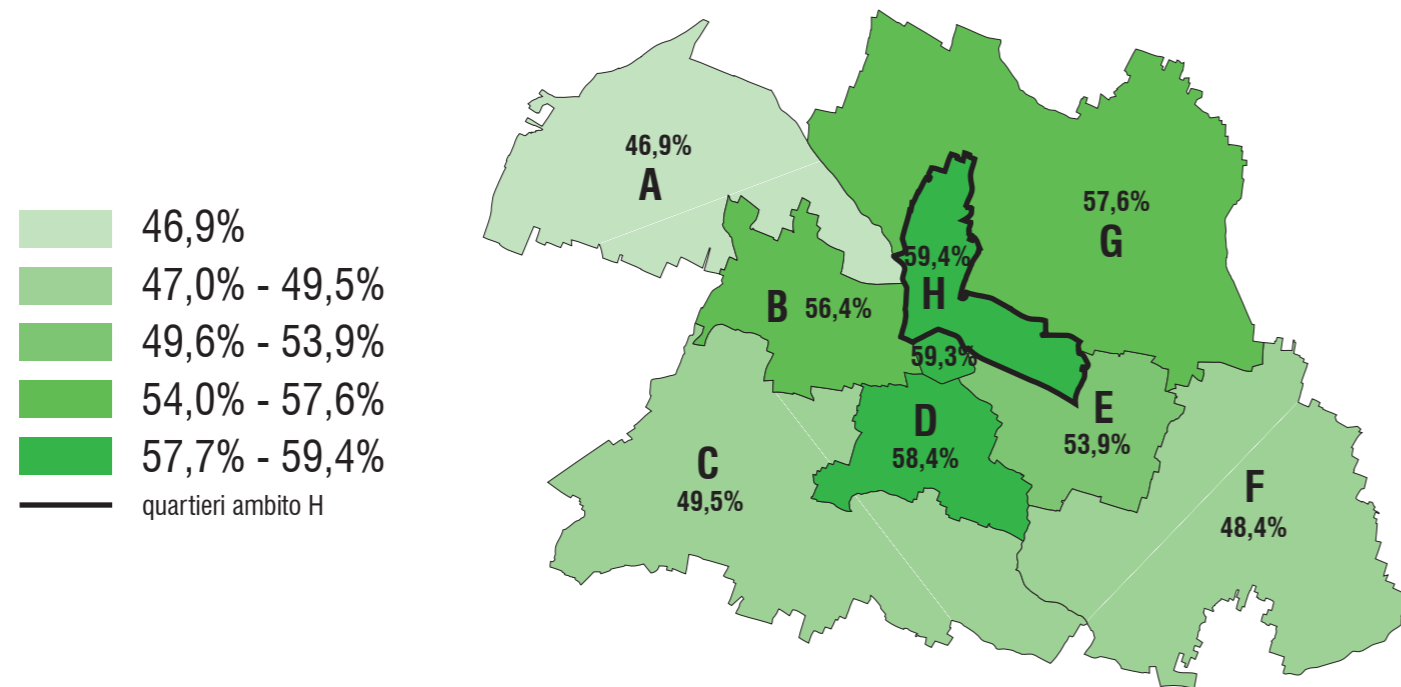 46,9%
47,0% - 49,5%
49,6% - 53,9%
54,0% - 57,6%
57,7% - 59,4%
quartieri ambito H
46,9%
A
57,6%
G
59,4%
H
B 56,4%
59,3%
D
58,4%
E
53,9%
C
49,5%
F
48,4%